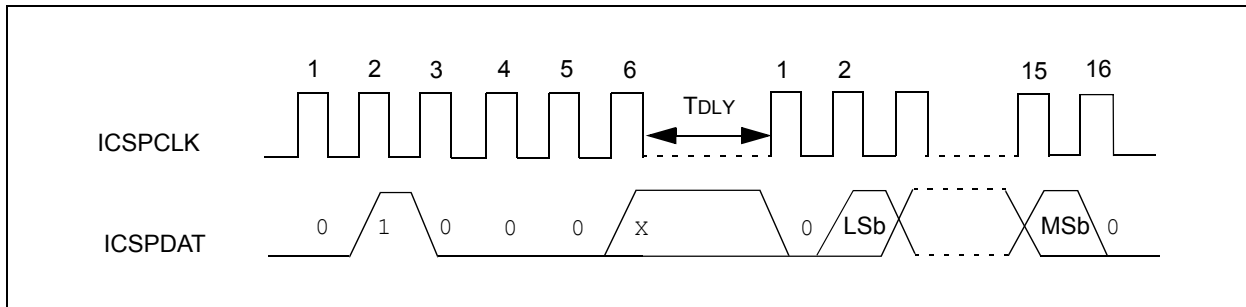 1 2 3 4 5 6 1 2 15 16
TDLY
ICSPCLK
ICSPDAT 0 1 0 0 0 x 0 LSb MSb 0